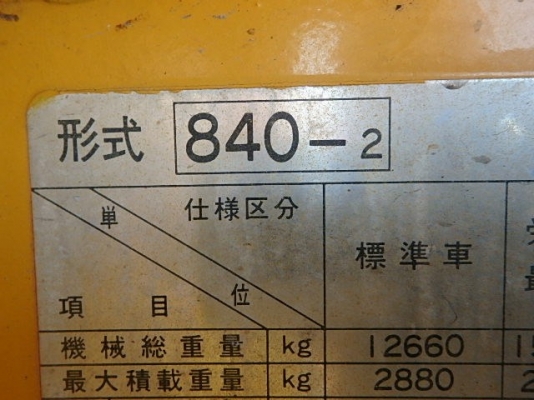 形式 840-2
単位 仕様区分
項目 標準車
機械総重量 kg 12660
最大積載重量 kg 2880